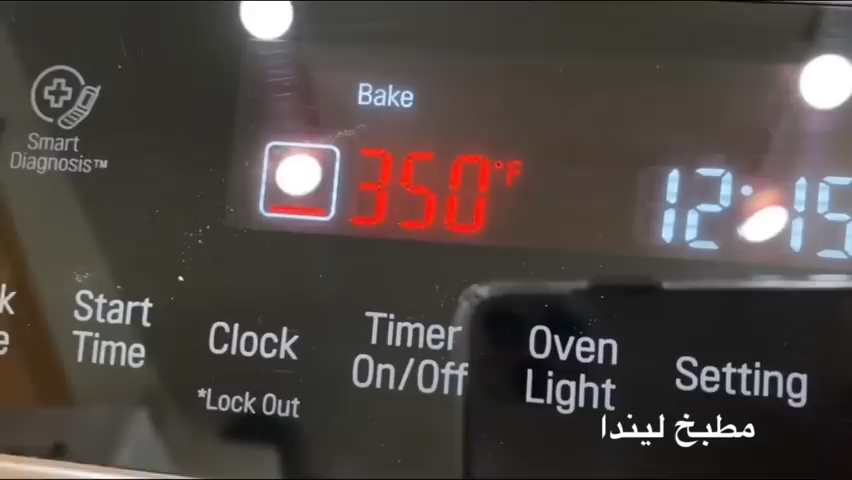 Bake
350°F
12:15
Smart
Diagnosis™
Start
Time
Clock
*Lock Out
Timer
On/Off
Oven
Light
Setting
مطبخ ليندا